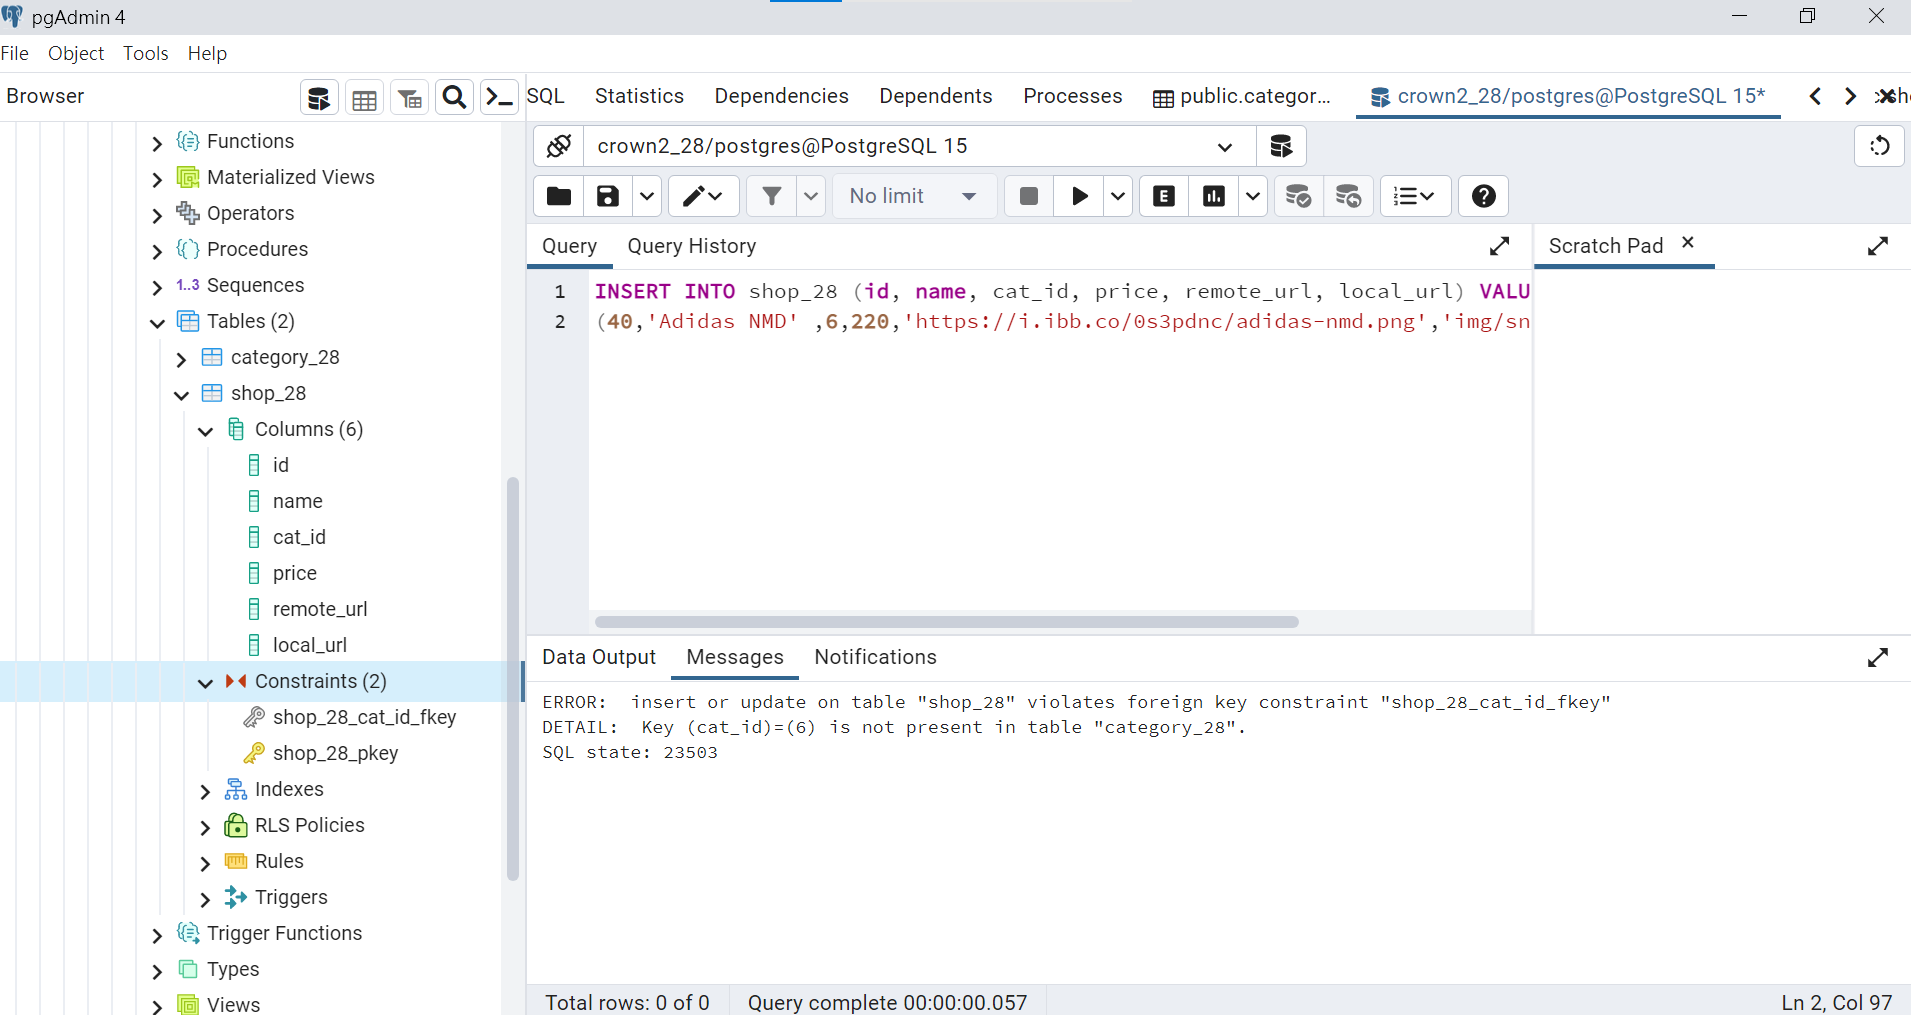 pgAdmin 4
File Object Tools Help
Browser
SQL Statistics Dependencies Dependents Processes public.categor... crown2_28/postgres@PostgreSQL 15*
crown2_28/postgres@PostgreSQL 15
No limit
E
Query Query History
Scratch Pad
1 INSERT INTO shop_28 (id, name, cat_id, price, remote_url, local_url) VALU
2 (40,'Adidas NMD' ,6,220,'https://i.ibb.co/0s3pdnc/adidas-nmd.png','img/sn
Functions
Materialized Views
Operators
Procedures
1..3 Sequences
Tables (2)
category_28
shop_28
Columns (6)
id
name
cat_id
price
remote_url
local_url
Constraints (2)
shop_28_cat_id_fkey
shop_28_pkey
Indexes
RLS Policies
Rules
Triggers
Trigger Functions
Types
Views
Data Output Messages Notifications
ERROR:  insert or update on table "shop_28" violates foreign key constraint "shop_28_cat_id_fkey"
DETAIL:  Key (cat_id)=(6) is not present in table "category_28".
SQL state: 23503
Total rows: 0 of 0 Query complete 00:00:00.057 Ln 2, Col 97